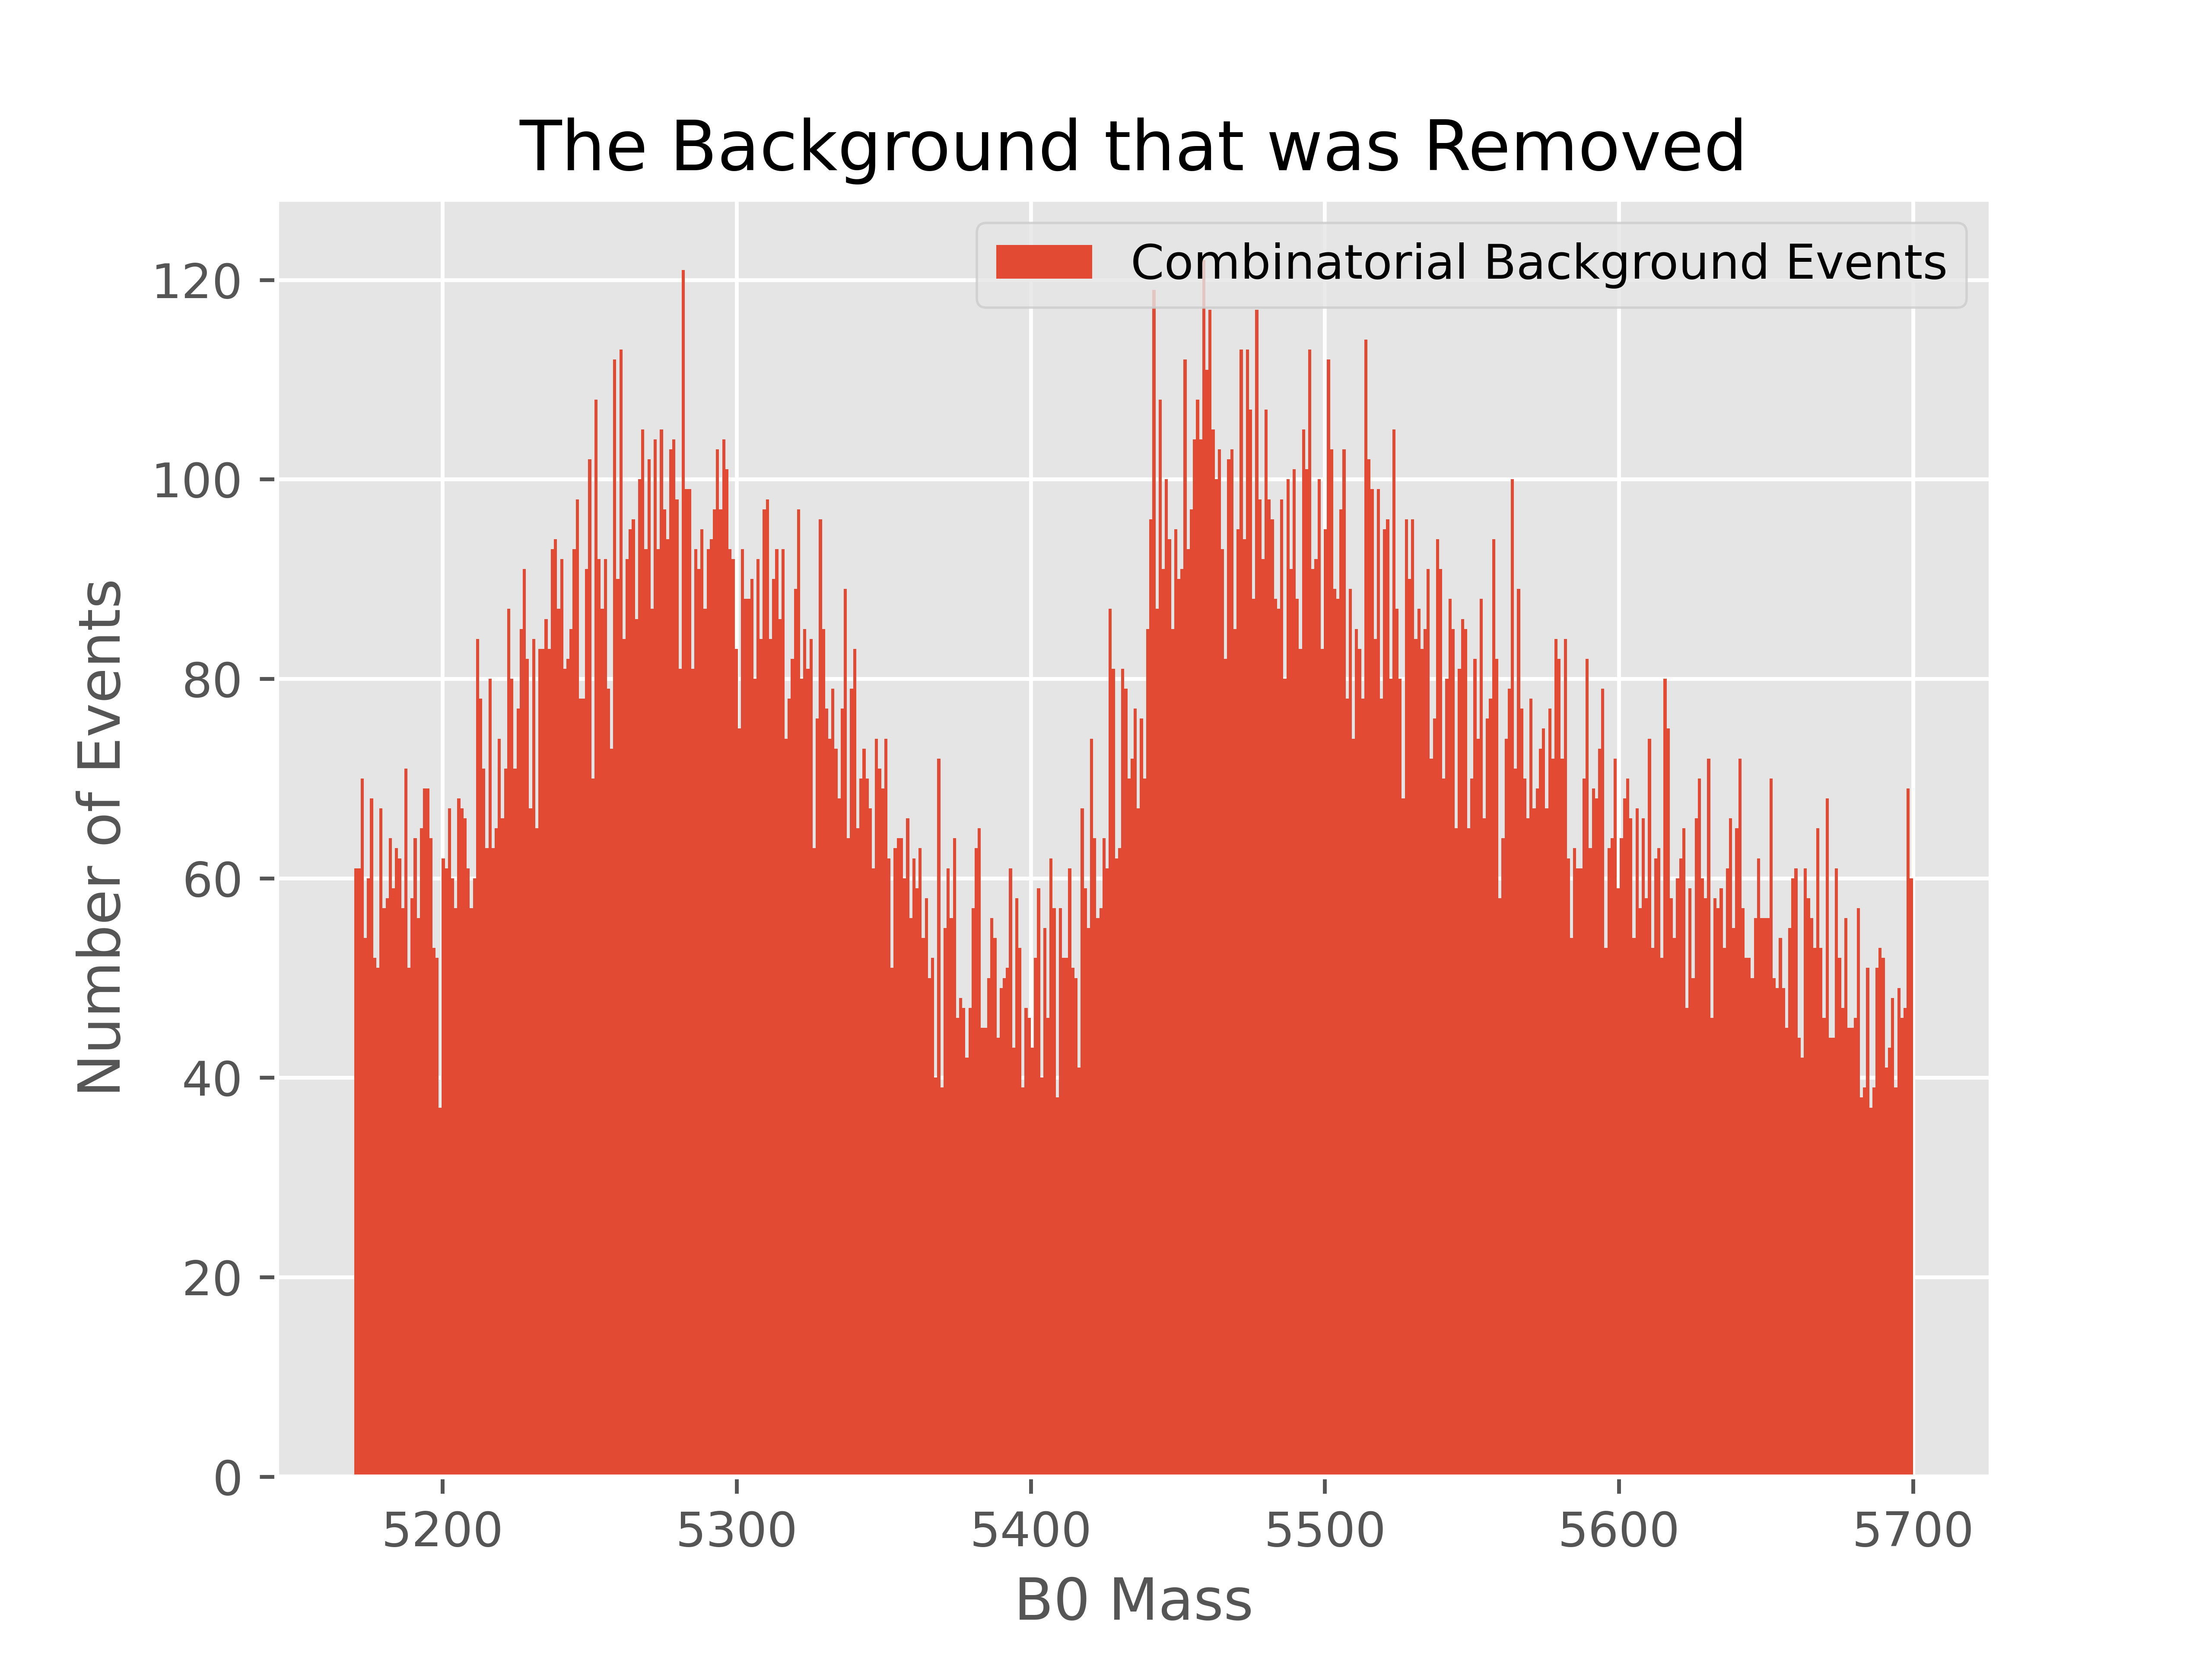 The Background that was Removed
Combinatorial Background Events
120
100
80
60
40
20
0
Number of Events
5200 5300 5400 5500 5600 5700
B0 Mass